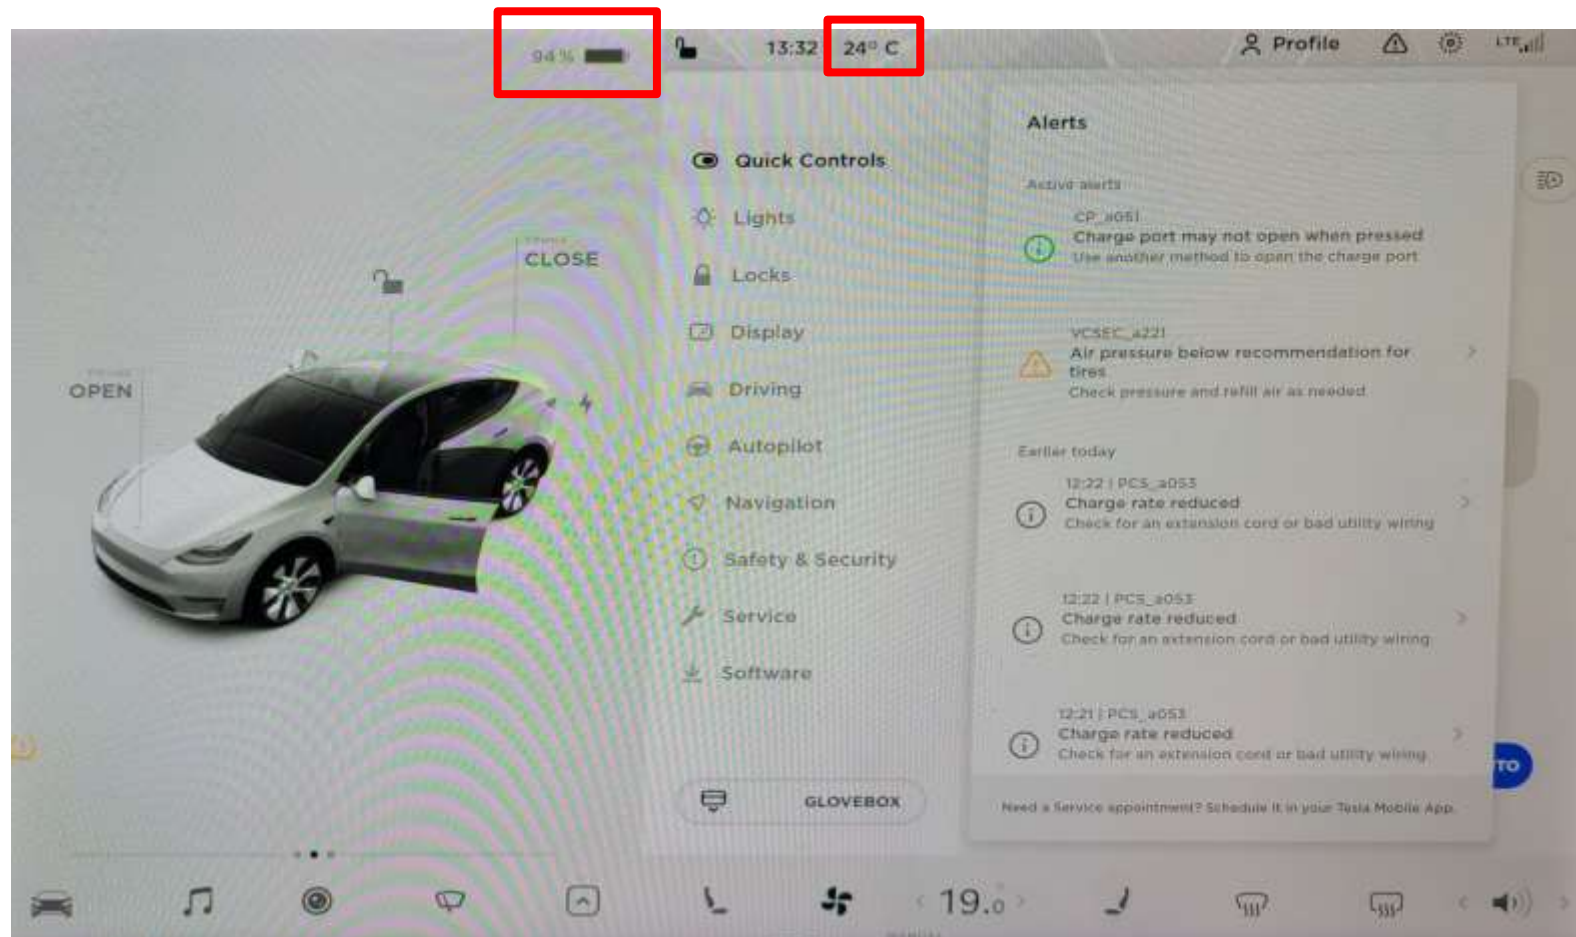 94 %
13:32
24° C
Profile
LTE
Alerts
Quick Controls
Active alerts
CP_a051
Charge port may not open when pressed
Use another method to open the charge port
Lights
CLOSE
Locks
Display
VCSEC_a221
Air pressure below recommendation for
tires
Check pressure and refill air as needed
OPEN
Driving
Autopilot
Earlier today
12:22 | PCS_a053
Charge rate reduced
Check for an extension cord or bad utility wiring
Navigation
Safety & Security
12:22 | PCS_a053
Charge rate reduced
Check for an extension cord or bad utility wiring
Service
Software
12:21 | PCS_a053
Charge rate reduced
Check for an extension cord or bad utility wiring
TO
GLOVEBOX
Need a Service appointment? Schedule it in your Tesla Mobile App.
19.0